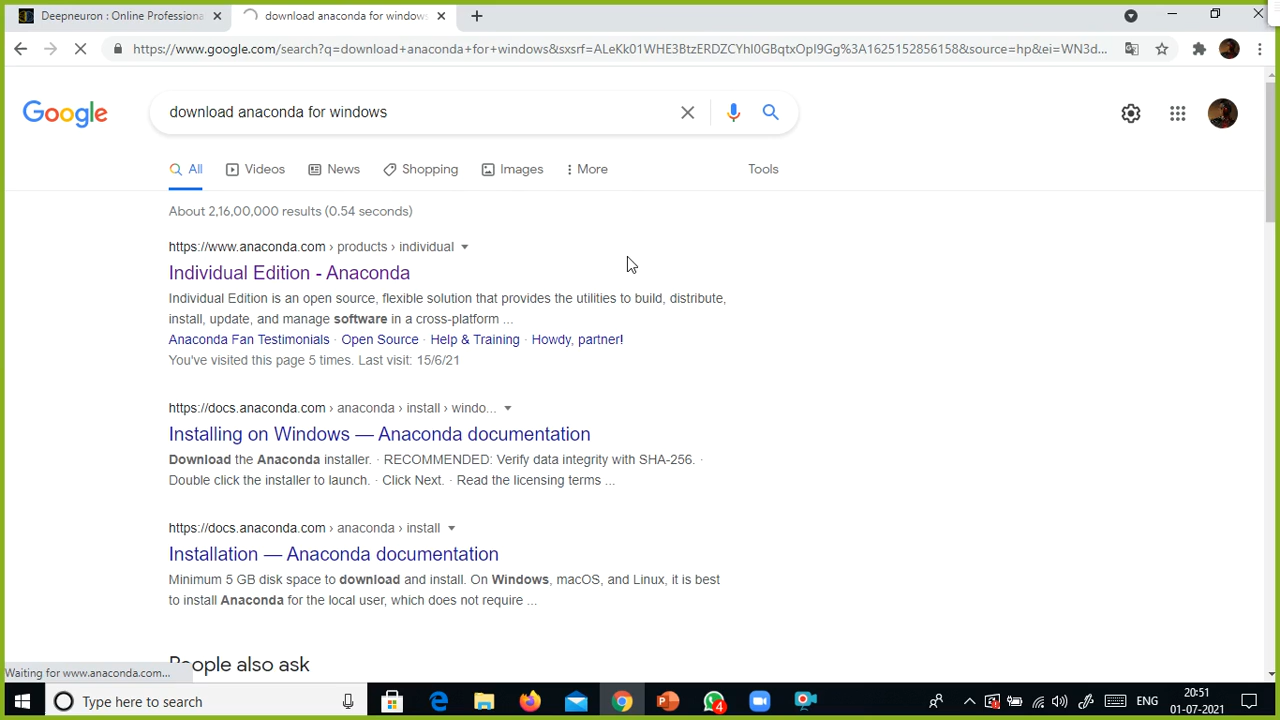 Deepneuron : Online Professiona
download anaconda for windows
https://www.google.com/search?q=download+anaconda+for+windows&sxsrf=ALeKk01WHE3BtzERDZCYh0GBqtxOpI9Gg%3A1625152856158&source=hp&ei=WN3d...
Google
download anaconda for windows
All Videos News Shopping Images More Tools
About 2,16,00,000 results (0.54 seconds)
https://www.anaconda.com › products › individual
Individual Edition - Anaconda
Individual Edition is an open source, flexible solution that provides the utilities to build, distribute,
install, update, and manage software in a cross-platform ...
Anaconda Fan Testimonials · Open Source · Help & Training · Howdy, partner!
You've visited this page 5 times. Last visit: 15/6/21
https://docs.anaconda.com › anaconda › install › windo...
Installing on Windows — Anaconda documentation
Download the Anaconda installer. · RECOMMENDED: Verify data integrity with SHA-256. ·
Double click the installer to launch. · Click Next. · Read the licensing terms ...
https://docs.anaconda.com › anaconda › install
Installation — Anaconda documentation
Minimum 5 GB disk space to download and install. On Windows, macOS, and Linux, it is best
to install Anaconda for the local user, which does not require ...
People also ask
Waiting for www.anaconda.com...
Type here to search
4
ENG
20:51
01-07-2021